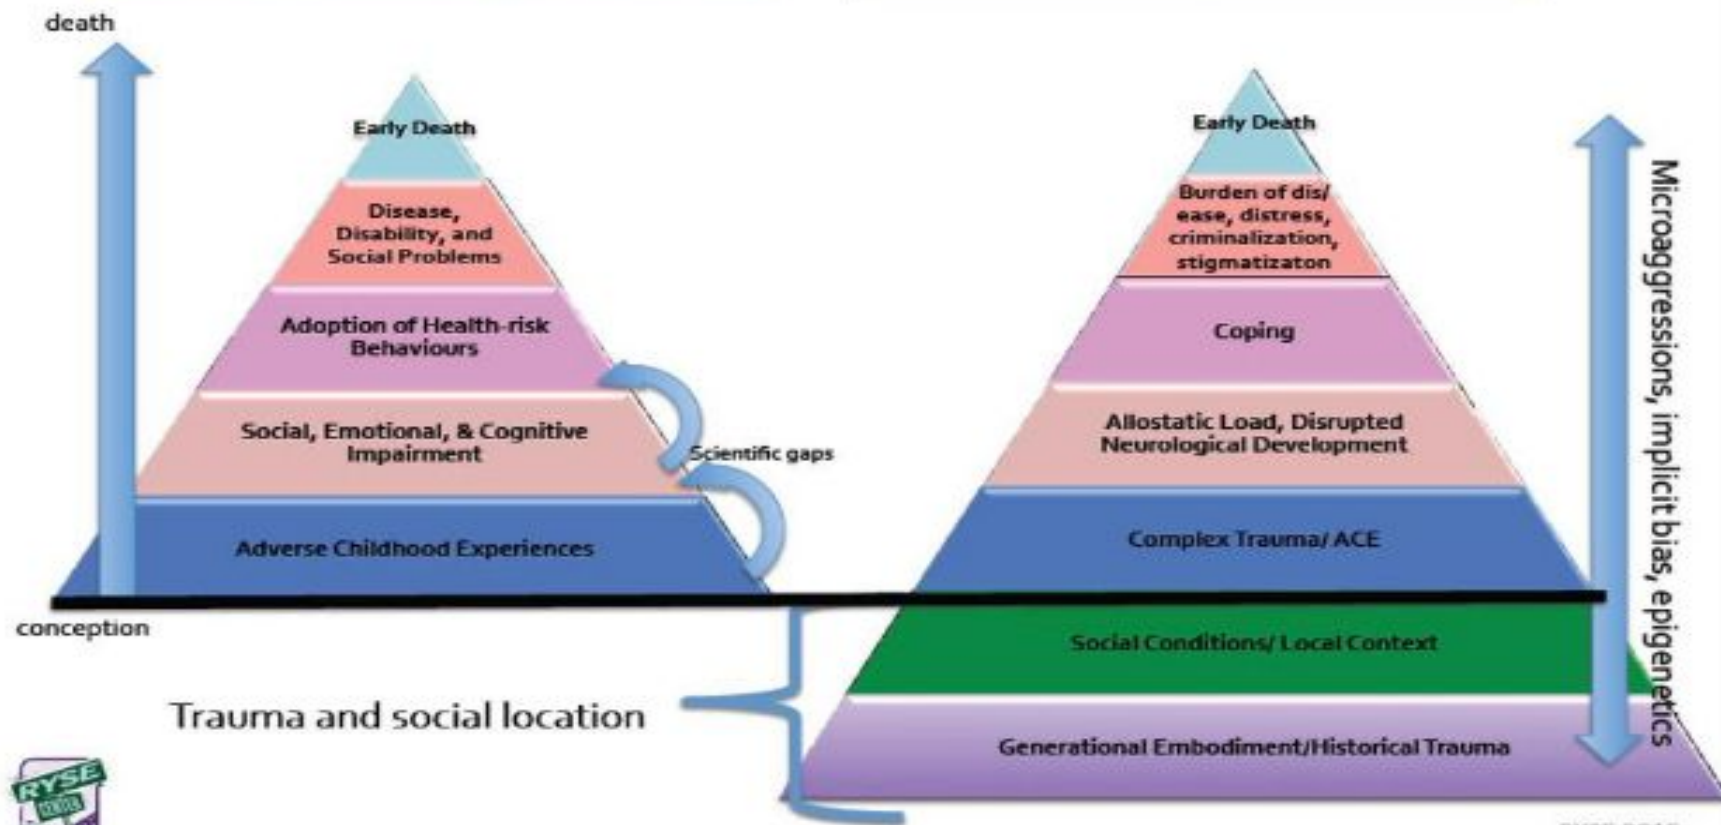 death
Early Death
Disease,
Disability, and
Social Problems
Adoption of Health-risk
Behaviours
Social, Emotional, & Cognitive
Impairment
Scientific gaps
Adverse Childhood Experiences
conception
Trauma and social location
RYSE
CENTER
Early Death
Burden of dis/
ease, distress,
criminalization,
stigmatizaton
Coping
Allostatic Load, Disrupted
Neurological Development
Complex Trauma/ ACE
Social Conditions/ Local Context
Generational Embodiment/Historical Trauma
Microaggressions, implicit bias, epigenetics